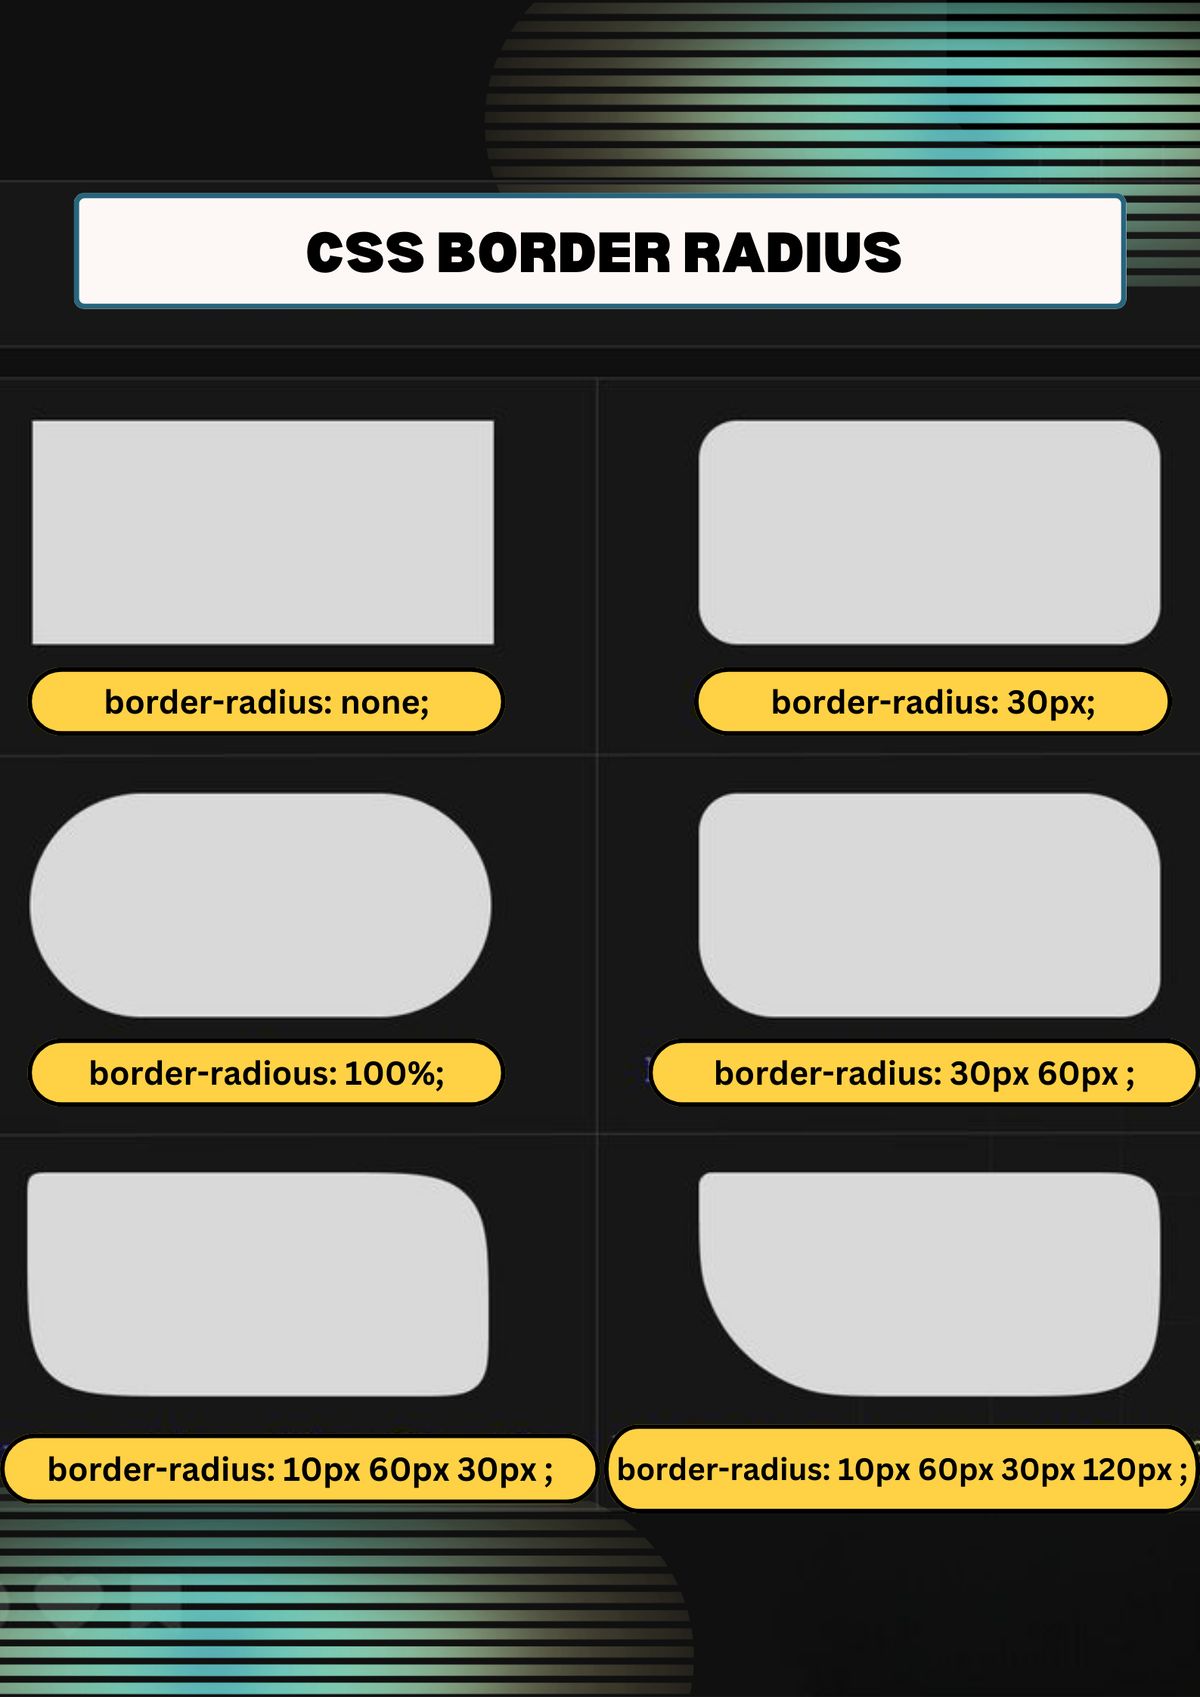 CSS BORDER RADIUS
border-radius: none;
border-radius: 30px;
border-radious: 100%;
border-radius: 30px 60px ;
border-radius: 10px 60px 30px ;
border-radius: 10px 60px 30px 120px ;